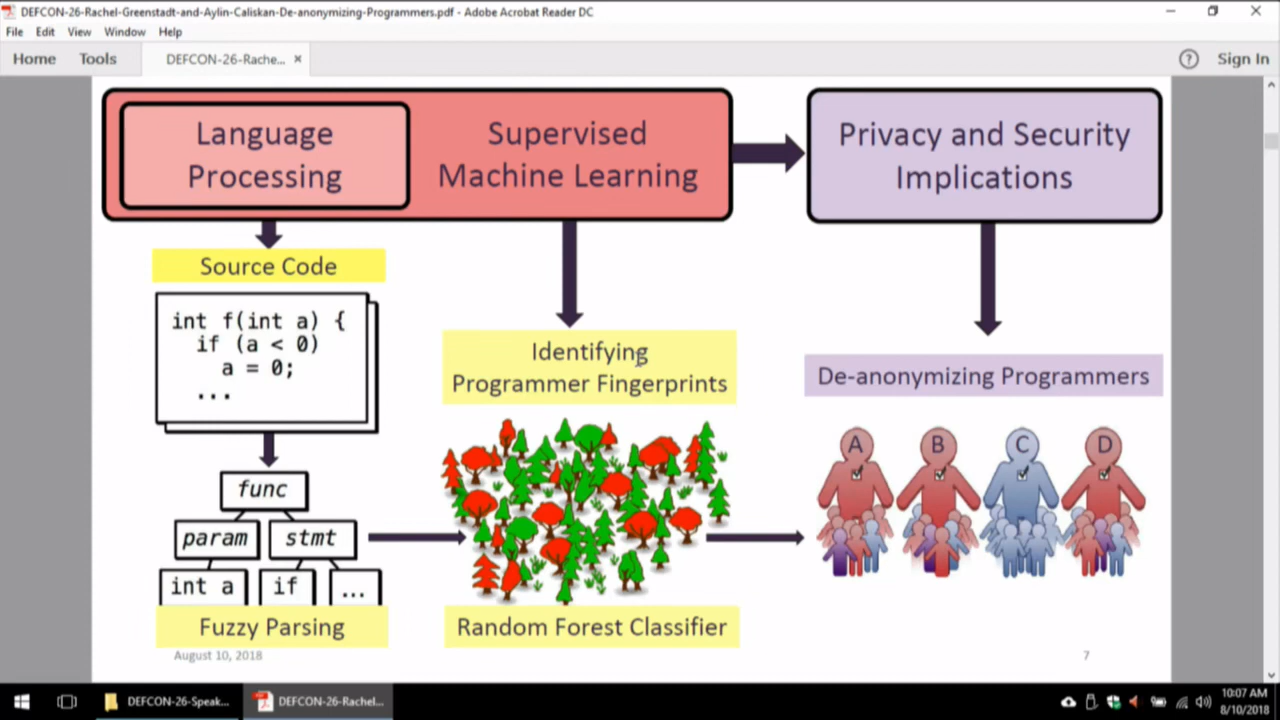 DEFCON-26-Rachel-Greenstadt-and-Aylin-Caliskan-De-anonymizing-Programmers.pdf - Adobe Acrobat Reader DC
File Edit View Window Help
Home Tools DEFCON-26-Rache... × ? Sign In
Language
Processing
Supervised
Machine Learning
Privacy and Security
Implications
Source Code
int f(int a) {
if (a < 0)
a = 0;
...
func
param stmt
int a if ...
Fuzzy Parsing
Identifying
Programmer Fingerprints
Random Forest Classifier
De-anonymizing Programmers
A B C D
August 10, 2018 7
DEFCON-26-Speak... DEFCON-26-Rachel... 10:07 AM
8/10/2018